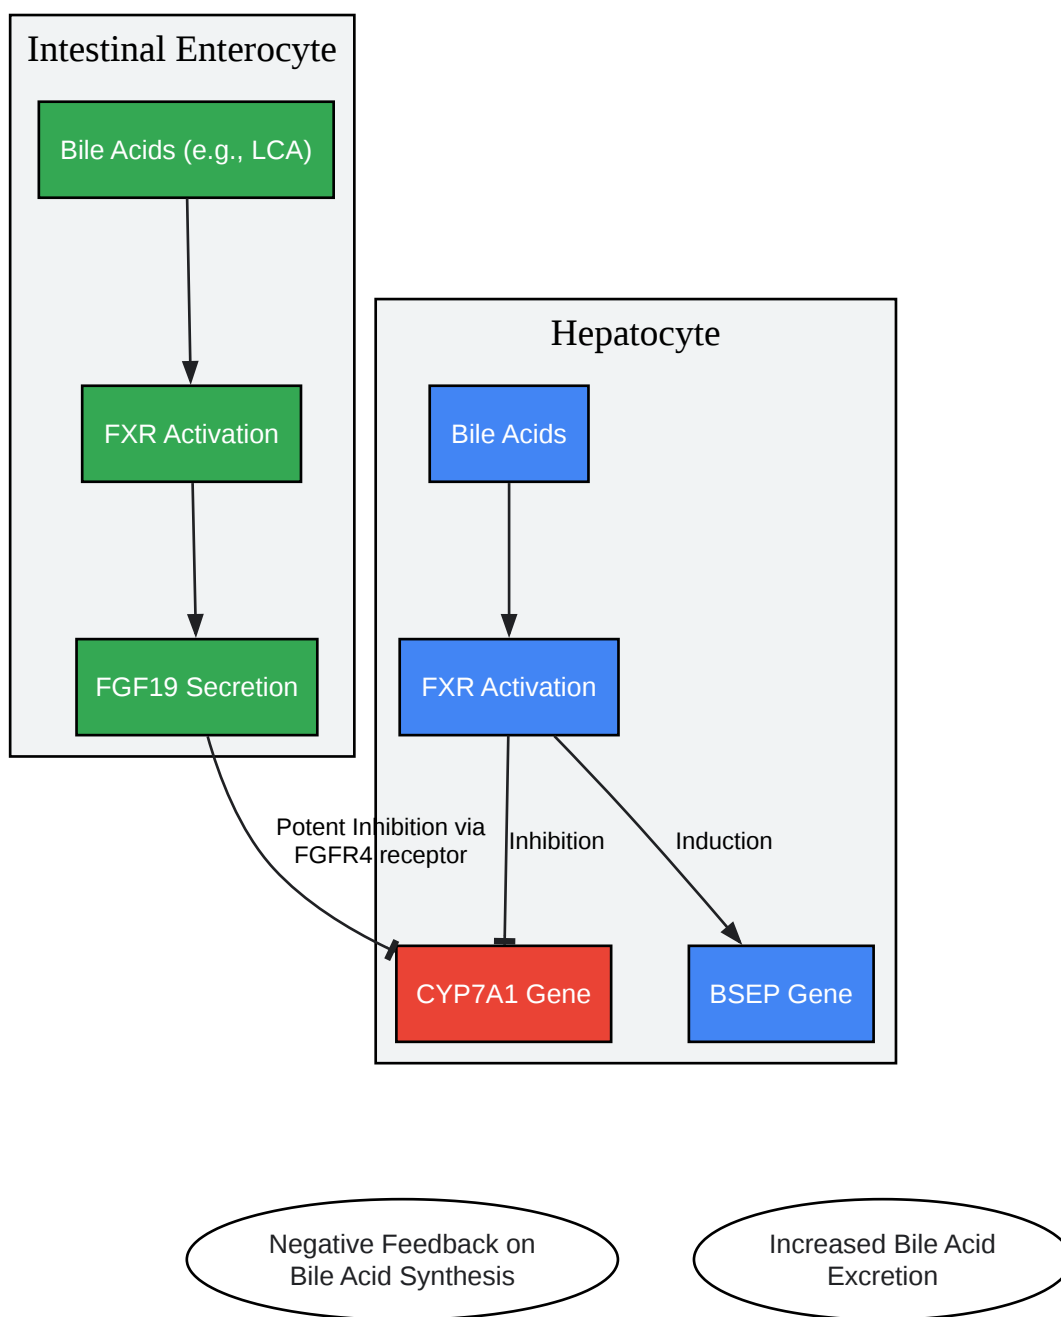 Intestinal Enterocyte
Bile Acids (e.g., LCA)
FXR Activation
FGF19 Secretion
Hepatocyte
Bile Acids
FXR Activation
Potent Inhibition via
FGFR4 receptor
Inhibition
Induction
CYP7A1 Gene
BSEP Gene
Negative Feedback on
Bile Acid Synthesis
Increased Bile Acid
Excretion